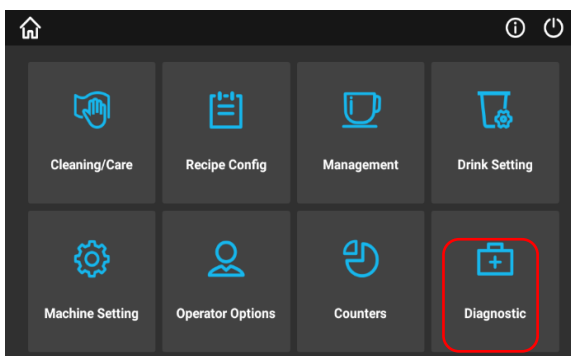 Cleaning/Care
Recipe Config
Management
Drink Setting
Machine Setting
Operator Options
Counters
Diagnostic